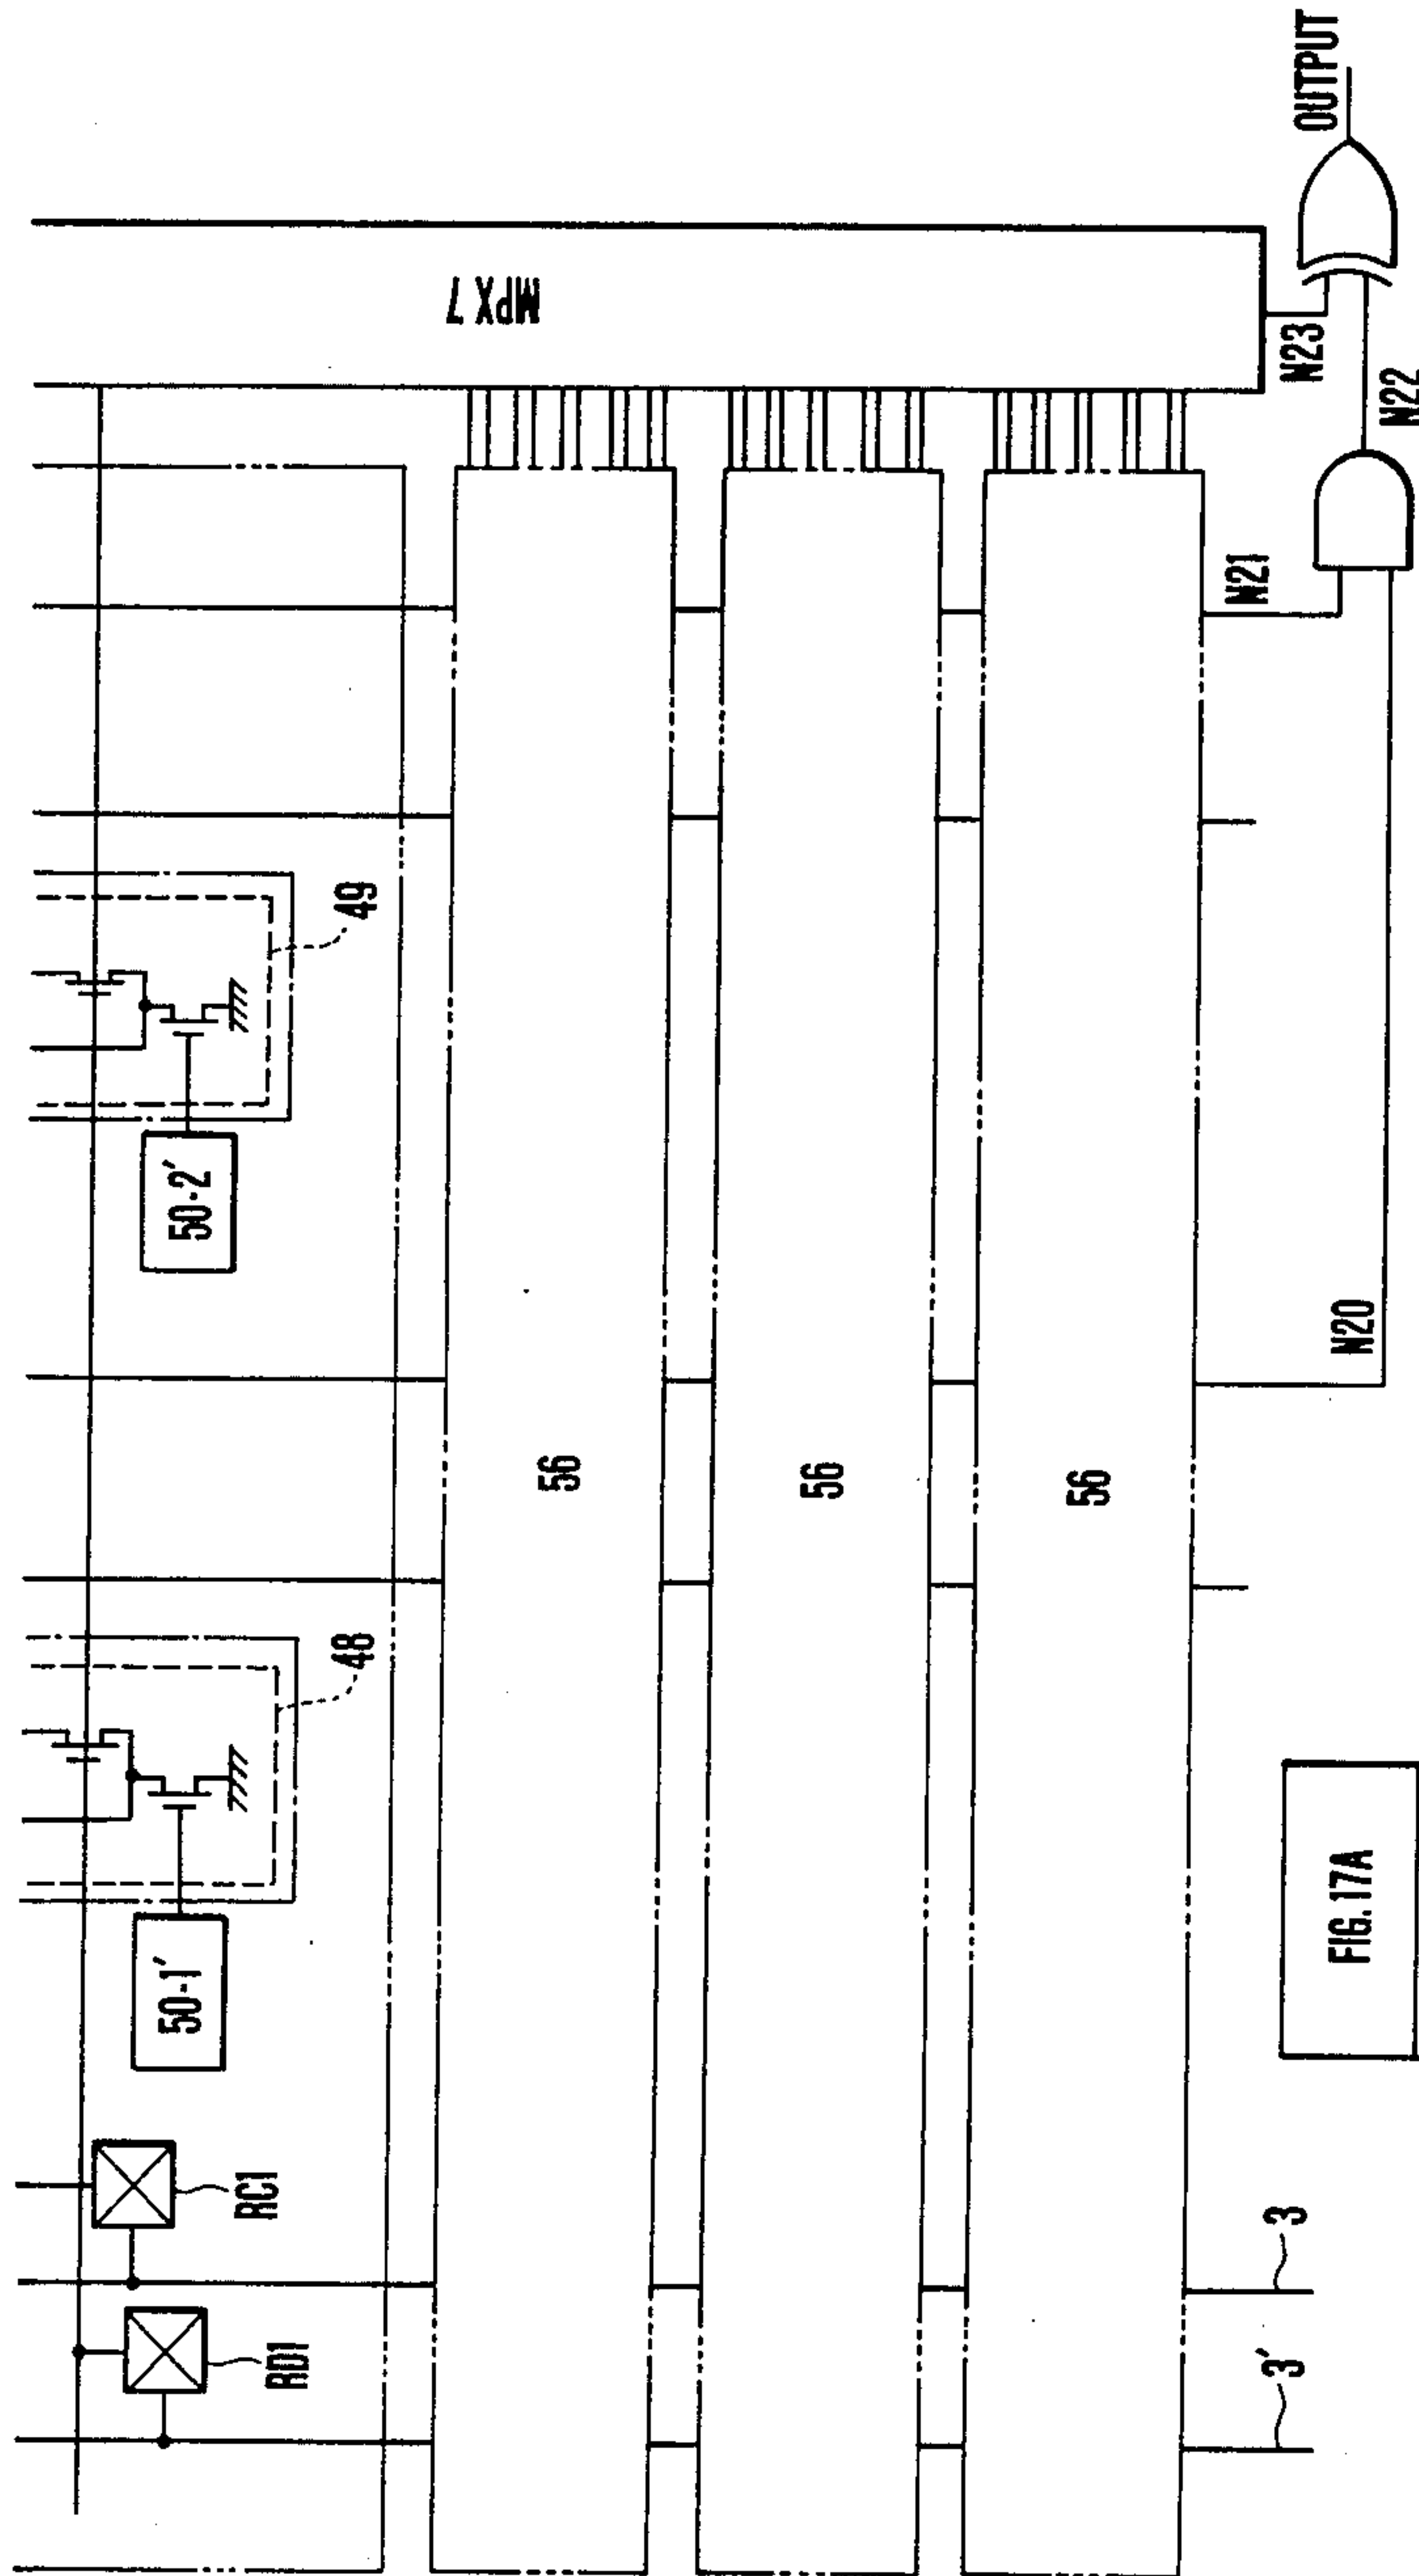 OUTPUT
MPX 7
N23
N22
N21
49
50-2'
N20
56
56
56
48
50-1'
FIG. 17A
RC1
RD1
3
3'